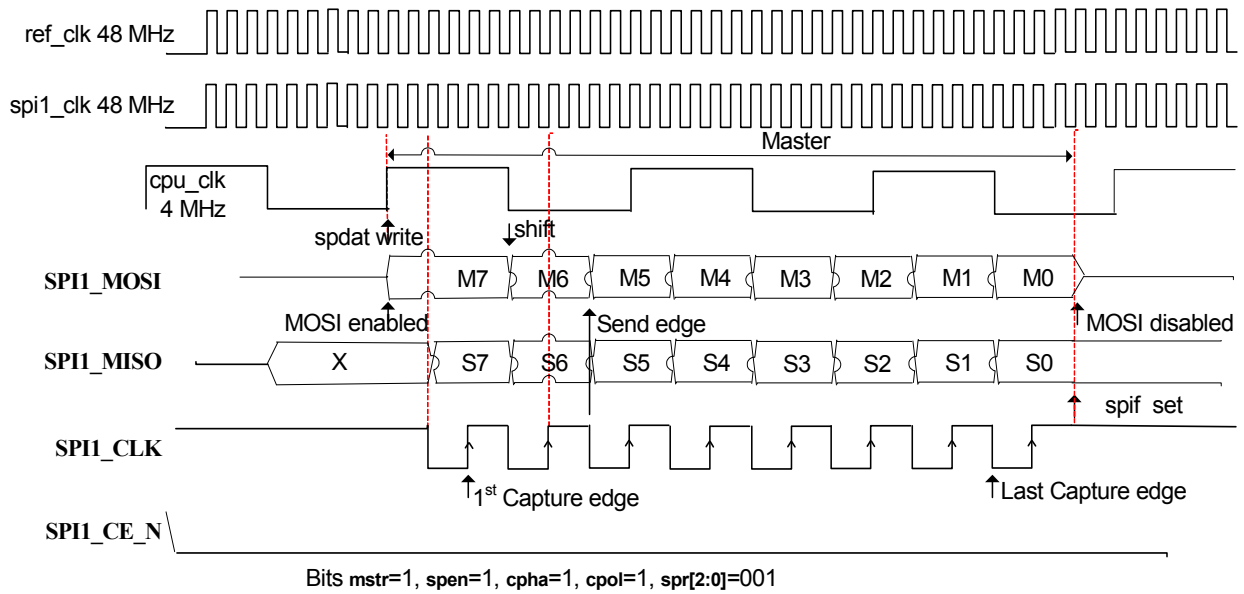 ref_clk 48 MHz
spi1_clk 48 MHz
Master
cpu_clk
4 MHz
spdat write
shift
SPI1_MOSI
M7 M6 M5 M4 M3 M2 M1 M0
MOSI enabled
Send edge
MOSI disabled
SPI1_MISO
X S7 S6 S5 S4 S3 S2 S1 S0
spif set
SPI1_CLK
1st Capture edge
Last Capture edge
SPI1_CE_N
Bits mstr=1, spen=1, cpha=1, cpol=1, spr[2:0]=001